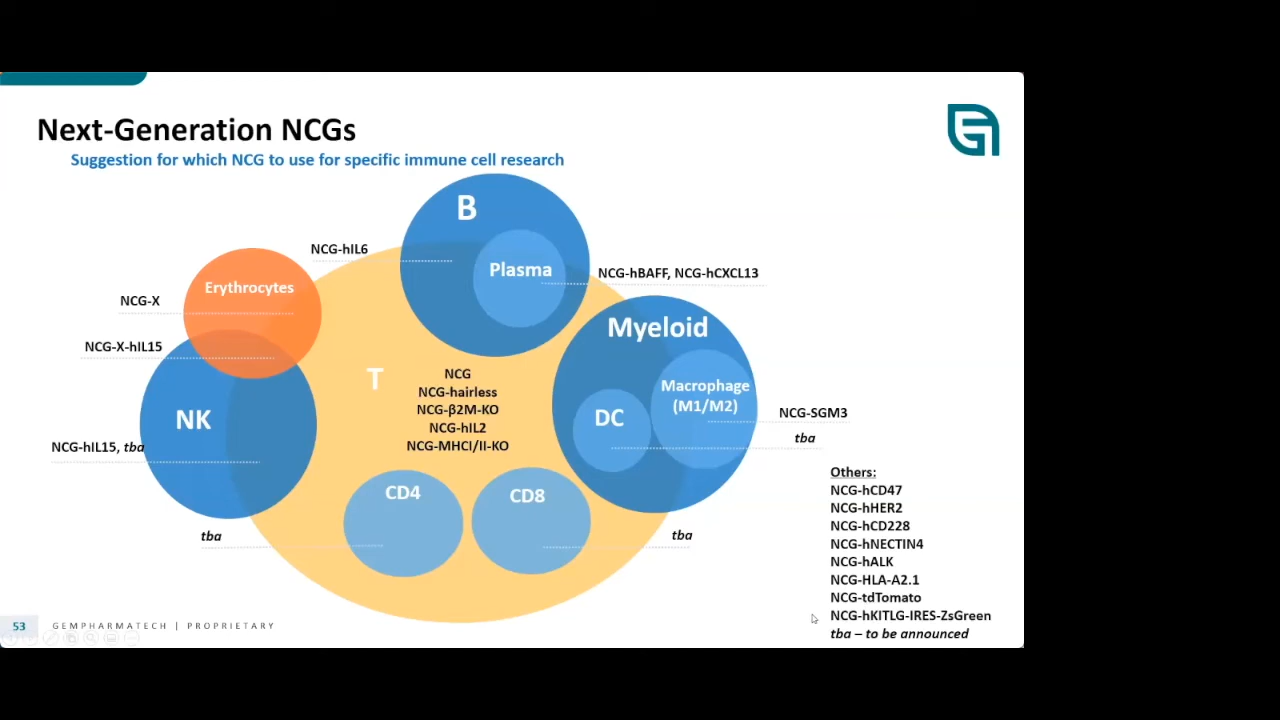 Next-Generation NCGs
Suggestion for which NCG to use for specific immune cell research
B
NCG-hIL6
Plasma
NCG-hBAFF, NCG-hCXCL13
Erythrocytes
NCG-X
NCG-X-hIL15
Myeloid
T
NCG
NCG-hairless
NCG-β2M-KO
NCG-hIL2
NCG-MHCI/II-KO
Macrophage
(M1/M2)
DC
NK
NCG-SGM3
tba
NCG-hIL15, tba
CD4
CD8
tba
tba
Others:
NCG-hCD47
NCG-hHER2
NCG-hCD228
NCG-hNECTIN4
NCG-hALK
NCG-HLA-A2.1
NCG-tdTomato
NCG-hKITLG-IRES-ZsGreen
tba – to be announced
53
GEMPHARMATECH | PROPRIETARY